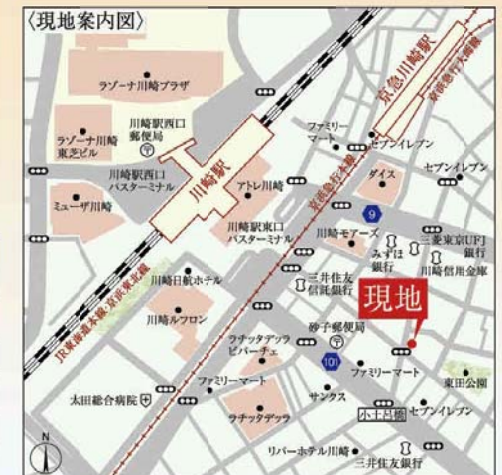 〈現地案内図〉
ラゾーナ川崎プラザ
川崎駅西口
郵便局
ラゾーナ川崎
東芝ビル
川崎駅西口
バスターミナル
ミューザ川崎
川崎駅
アトレ川崎
川崎駅東口
バスターミナル
京急川崎駅
京浜急行大師線
京浜急行本線
ファミリー
マート
セブンイレブン
セブンイレブン
ダイス
9
川崎モアーズ
みずほ
銀行
三菱東京UFJ
銀行
川崎信用金庫
三井住友
信託銀行
現地
JR東海道本線・京浜東北線
川崎日航ホテル
川崎ルフロン
砂子郵便局
101
ラチッタデッラ
ビバーチェ
ファミリーマート
ファミリーマート
東田公園
太田総合病院
サンクス
小土呂橋
セブンイレブン
ラチッタデッラ
リバーホテル川崎
三井住友銀行
N